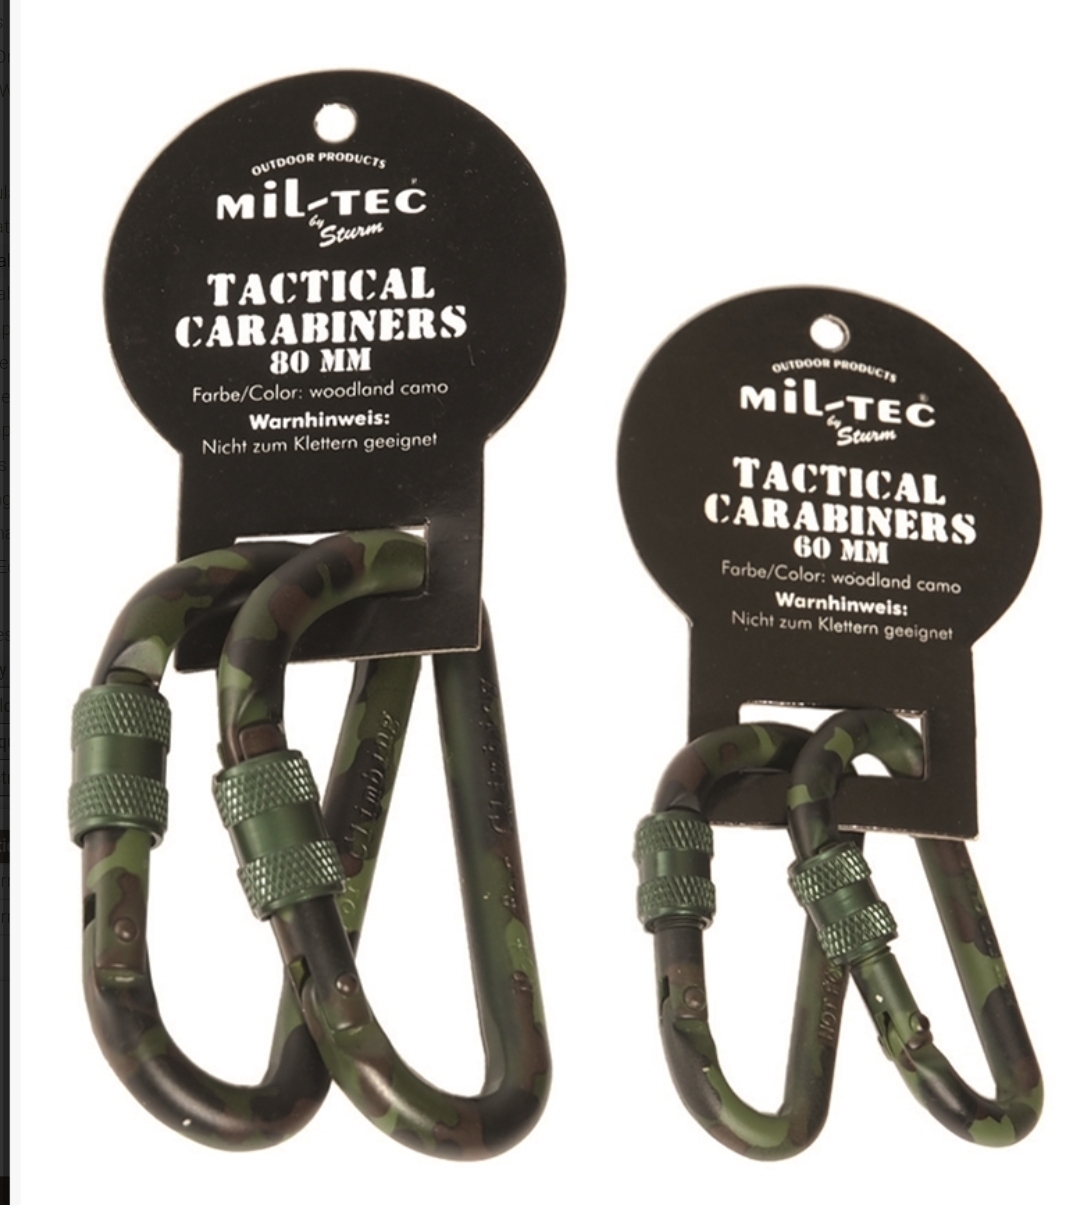 OUTDOOR PRODUCTS
MiL-TEC
by Sturm
TACTICAL
CARABINERS
80 MM
Farbe/Color: woodland camo
Warnhinweis:
Nicht zum Klettern geeignet
Climbing
OUTDOOR PRODUCTS
MiL-TEC
by Sturm
TACTICAL
CARABINERS
60 MM
Farbe/Color: woodland camo
Warnhinweis:
Nicht zum Klettern geeignet